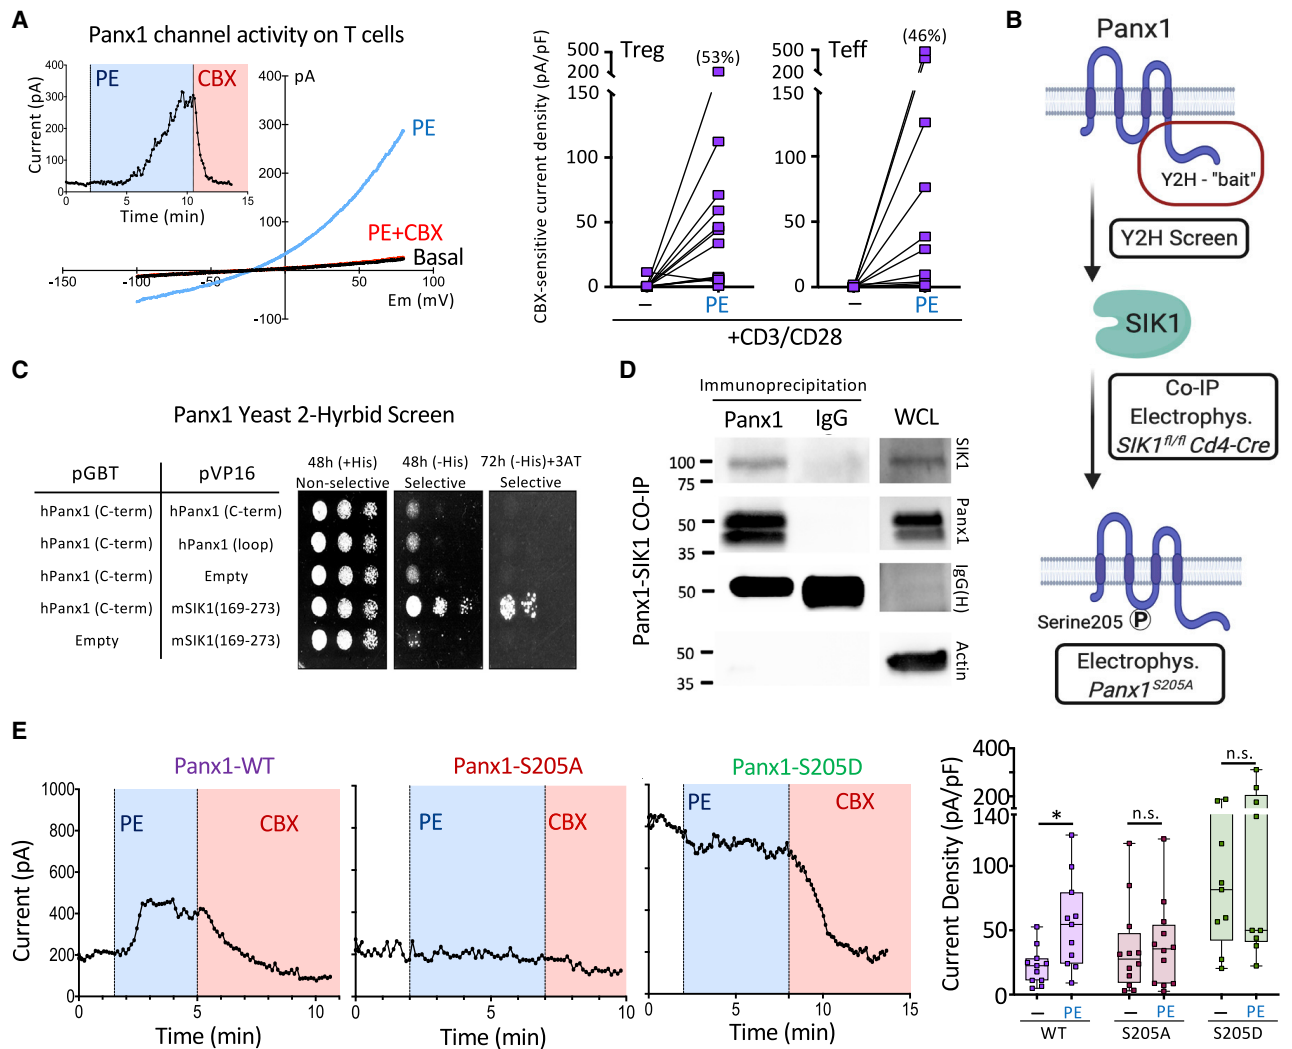 A
Panx1 channel activity on T cells
400
300
200
100
0
Current (pA)
PE
CBX
0
5
10
15
Time (min)
400
pA
300
100
-100
-150
-50
50
100
Em (mV)
PE
PE+CBX
Basal
CBX-sensitive current density (pA/pF)
500
200
150
100
50
0
Treg
(53%)
–
PE
500
200
150
100
50
0
Teff
(46%)
–
PE
+CD3/CD28
B
Panx1
Y2H - "bait"
Y2H Screen
SIK1
Co-IP
Electrophys.
SIK1fl/fl Cd4-Cre
Serine205 P
Electrophys.
Panx1S205A
C
Panx1 Yeast 2-Hyrbid Screen
pGBT
pVP16
48h (+His)
Non-selective
48h (-His)
Selective
72h (-His)+3AT
Selective
hPanx1 (C-term) hPanx1 (C-term)
hPanx1 (C-term) hPanx1 (loop)
hPanx1 (C-term) Empty
hPanx1 (C-term) mSIK1(169-273)
Empty mSIK1(169-273)
D
Immunoprecipitation
Panx1
IgG
WCL
Panx1-SIK1 CO-IP
100
75
SIK1
50
35
Panx1
50
IgG(H)
50
35
Actin
E
Panx1-WT
Current (pA)
1000
800
600
400
200
0
PE
CBX
0
5
10
Time (min)
Panx1-S205A
PE
CBX
0
5
10
Time (min)
Panx1-S205D
PE
CBX
0
5
10
15
Time (min)
Current Density (pA/pF)
400
200
140
100
50
0
*
n.s.
n.s.
– PE
WT
– PE
S205A
– PE
S205D